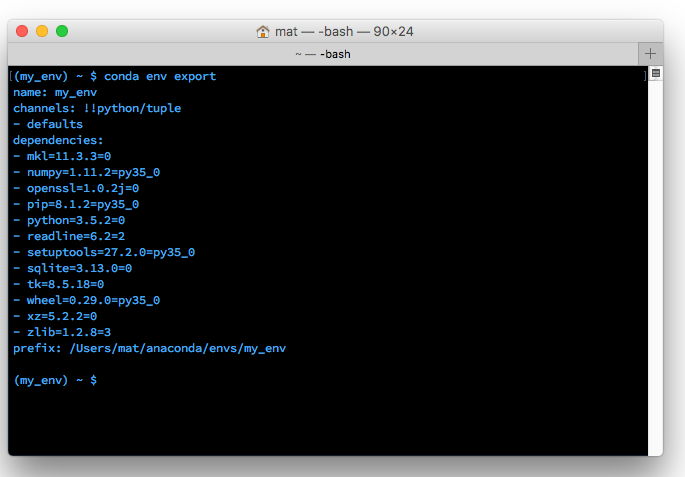 mat — -bash — 90×24
~ — -bash
[(my_env) ~ $ conda env export ]
name: my_env
channels: !!python/tuple
- defaults
dependencies:
- mkl=11.3.3=0
- numpy=1.11.2=py35_0
- openssl=1.0.2j=0
- pip=8.1.2=py35_0
- python=3.5.2=0
- readline=6.2=2
- setuptools=27.2.0=py35_0
- sqlite=3.13.0=0
- tk=8.5.18=0
- wheel=0.29.0=py35_0
- xz=5.2.2=0
- zlib=1.2.8=3
prefix: /Users/mat/anaconda/envs/my_env
(my_env) ~ $